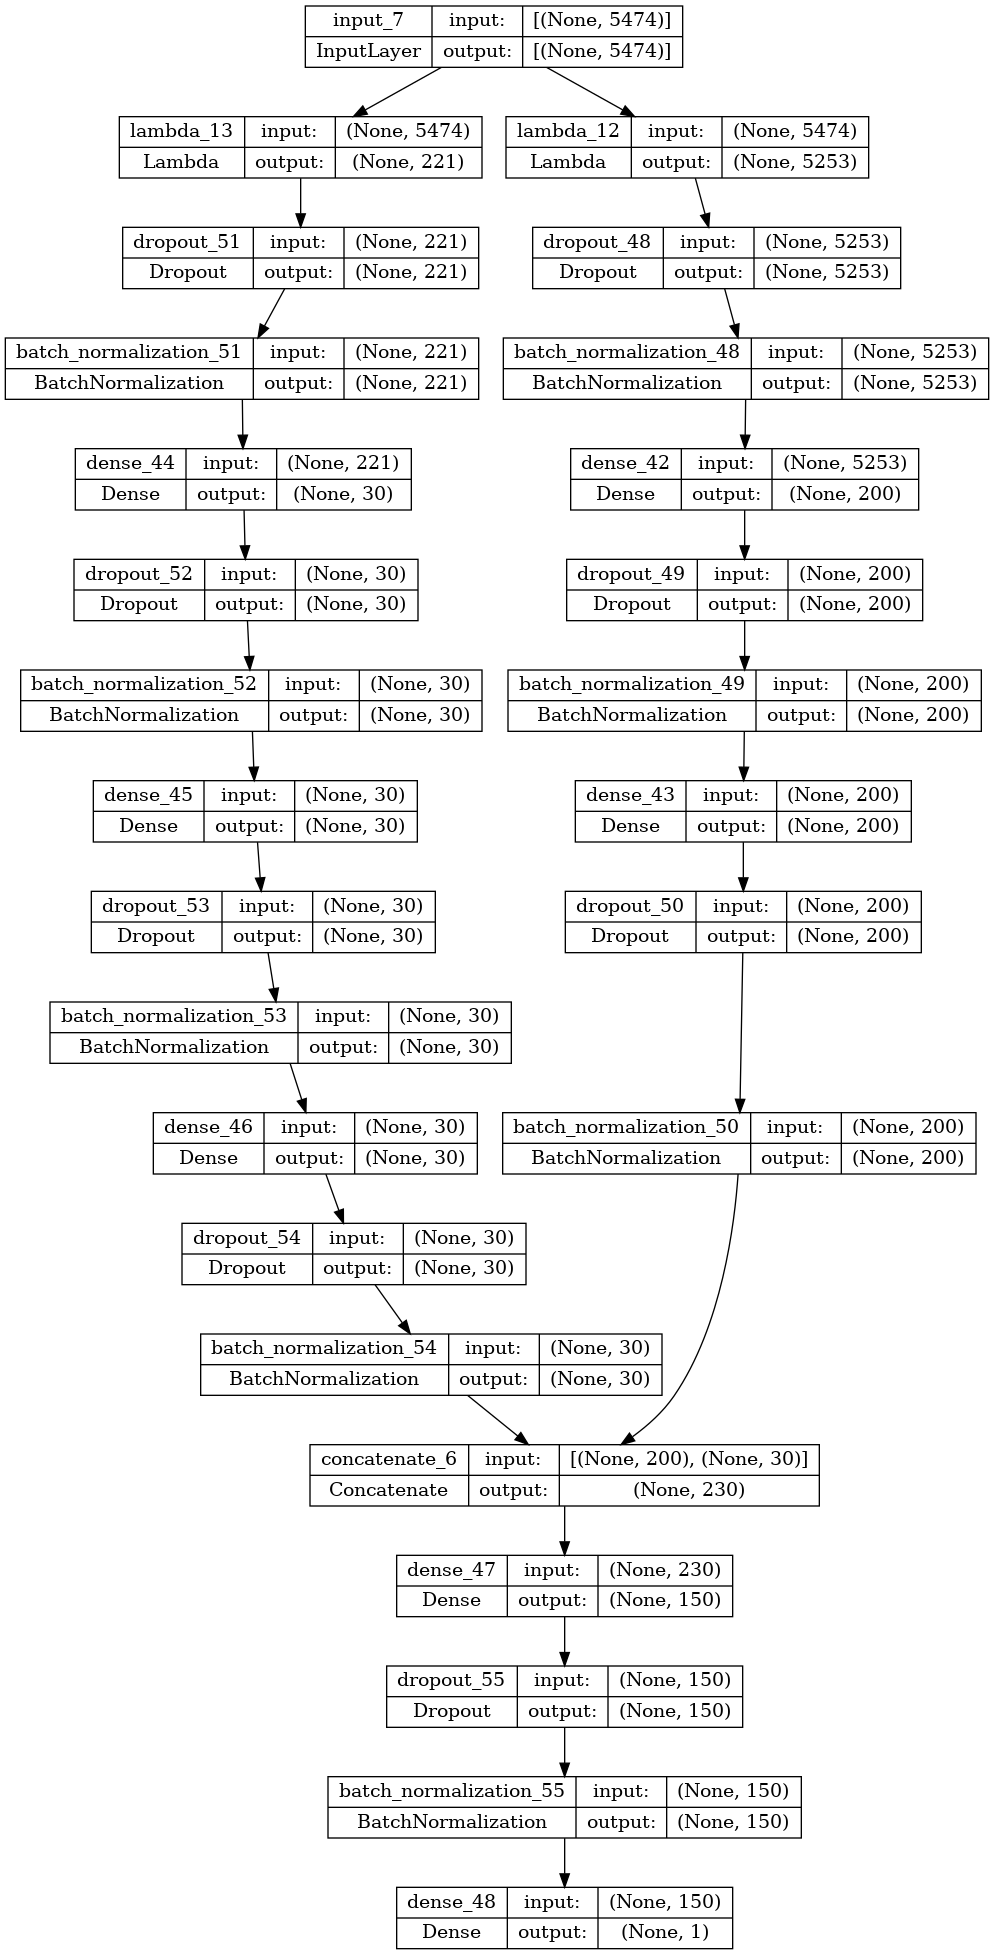 input_7 input: [(None, 5474)]
InputLayer output: [(None, 5474)]
lambda_13 input: (None, 5474)
Lambda output: (None, 221)
lambda_12 input: (None, 5474)
Lambda output: (None, 5253)
dropout_51 input: (None, 221)
Dropout output: (None, 221)
dropout_48 input: (None, 5253)
Dropout output: (None, 5253)
batch_normalization_51 input: (None, 221)
BatchNormalization output: (None, 221)
batch_normalization_48 input: (None, 5253)
BatchNormalization output: (None, 5253)
dense_44 input: (None, 221)
Dense output: (None, 30)
dense_42 input: (None, 5253)
Dense output: (None, 200)
dropout_52 input: (None, 30)
Dropout output: (None, 30)
dropout_49 input: (None, 200)
Dropout output: (None, 200)
batch_normalization_52 input: (None, 30)
BatchNormalization output: (None, 30)
batch_normalization_49 input: (None, 200)
BatchNormalization output: (None, 200)
dense_45 input: (None, 30)
Dense output: (None, 30)
dense_43 input: (None, 200)
Dense output: (None, 200)
dropout_53 input: (None, 30)
Dropout output: (None, 30)
dropout_50 input: (None, 200)
Dropout output: (None, 200)
batch_normalization_53 input: (None, 30)
BatchNormalization output: (None, 30)
dense_46 input: (None, 30)
Dense output: (None, 30)
batch_normalization_50 input: (None, 200)
BatchNormalization output: (None, 200)
dropout_54 input: (None, 30)
Dropout output: (None, 30)
batch_normalization_54 input: (None, 30)
BatchNormalization output: (None, 30)
concatenate_6 input: [(None, 200), (None, 30)]
Concatenate output: (None, 230)
dense_47 input: (None, 230)
Dense output: (None, 150)
dropout_55 input: (None, 150)
Dropout output: (None, 150)
batch_normalization_55 input: (None, 150)
BatchNormalization output: (None, 150)
dense_48 input: (None, 150)
Dense output: (None, 1)